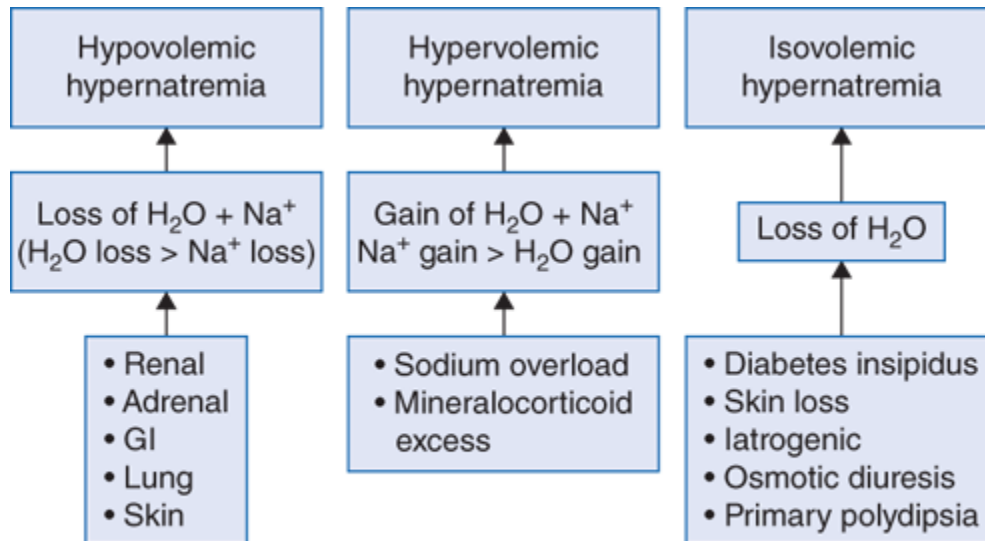 Hypovolemic
hypernatremia
Hypervolemic
hypernatremia
Isovolemic
hypernatremia
Loss of H₂O + Na⁺
(H₂O loss > Na⁺ loss)
Gain of H₂O + Na⁺
Na⁺ gain > H₂O gain
Loss of H₂O
• Renal
• Adrenal
• GI
• Lung
• Skin
• Sodium overload
• Mineralocorticoid
excess
• Diabetes insipidus
• Skin loss
• Iatrogenic
• Osmotic diuresis
• Primary polydipsia